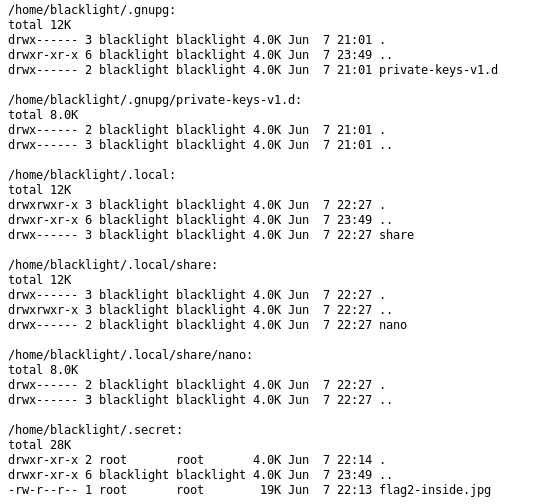 /home/blacklight/.gnupg:
total 12K
drwx------ 3 blacklight blacklight 4.0K Jun  7 21:01 .
drwxr-xr-x 6 blacklight blacklight 4.0K Jun  7 23:49 ..
drwx------ 2 blacklight blacklight 4.0K Jun  7 21:01 private-keys-v1.d

/home/blacklight/.gnupg/private-keys-v1.d:
total 8.0K
drwx------ 2 blacklight blacklight 4.0K Jun  7 21:01 .
drwx------ 3 blacklight blacklight 4.0K Jun  7 21:01 ..

/home/blacklight/.local:
total 12K
drwxrwxr-x 3 blacklight blacklight 4.0K Jun  7 22:27 .
drwxr-xr-x 6 blacklight blacklight 4.0K Jun  7 23:49 ..
drwx------ 3 blacklight blacklight 4.0K Jun  7 22:27 share

/home/blacklight/.local/share:
total 12K
drwx------ 3 blacklight blacklight 4.0K Jun  7 22:27 .
drwxrwxr-x 3 blacklight blacklight 4.0K Jun  7 22:27 ..
drwx------ 2 blacklight blacklight 4.0K Jun  7 22:27 nano

/home/blacklight/.local/share/nano:
total 8.0K
drwx------ 2 blacklight blacklight 4.0K Jun  7 22:27 .
drwx------ 3 blacklight blacklight 4.0K Jun  7 22:27 ..

/home/blacklight/.secret:
total 28K
drwxr-xr-x 2 root       root       4.0K Jun  7 22:14 .
drwxr-xr-x 6 blacklight blacklight 4.0K Jun  7 23:49 ..
-rw-r--r-- 1 root       root        19K Jun  7 22:13 flag2-inside.jpg